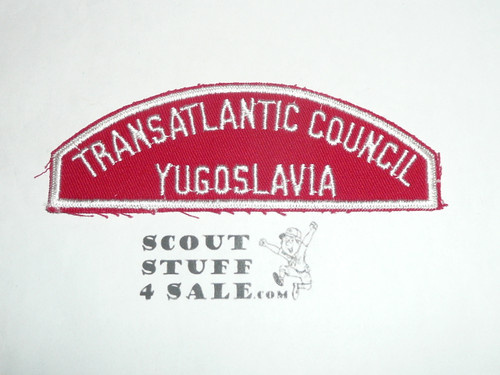 TRANSATLANTIC COUNCIL
YUGOSLAVIA
SCOUT
STUFF
4 SALE.COM